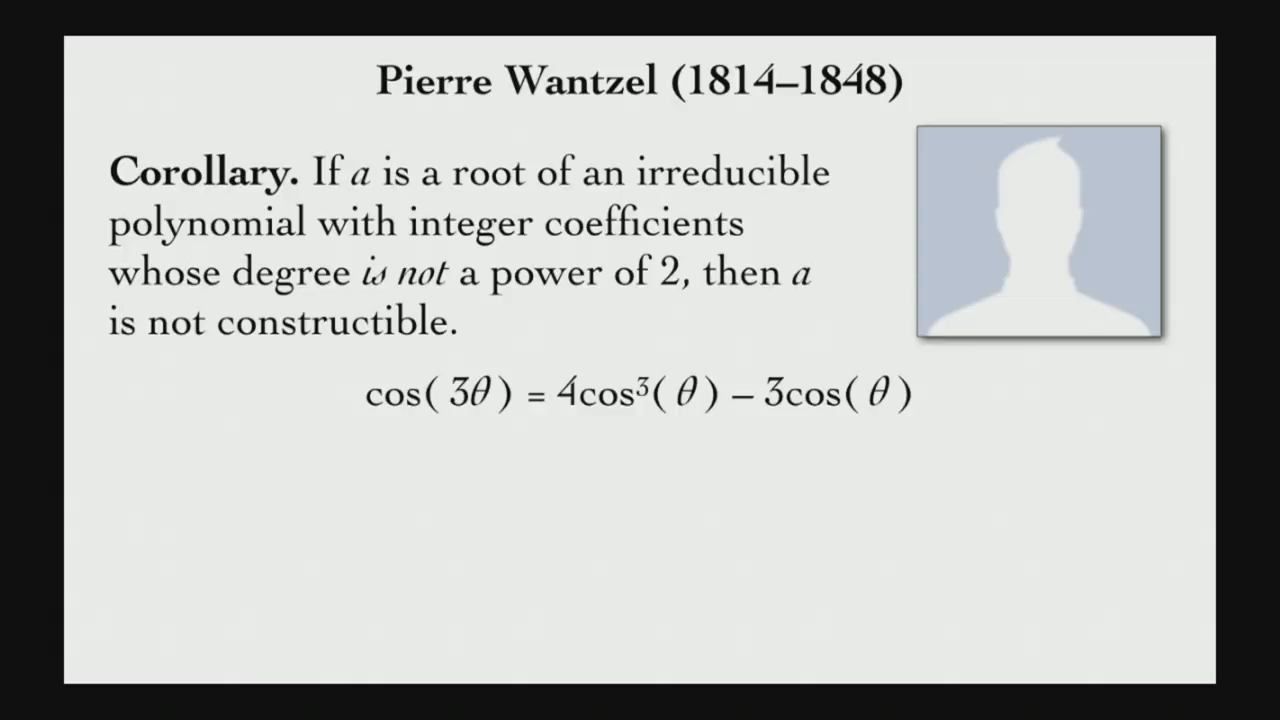 Pierre Wantzel (1814–1848)
Corollary. If a is a root of an irreducible
polynomial with integer coefficients
whose degree is not a power of 2, then a
is not constructible.
cos( 3θ ) = 4cos³( θ ) – 3cos( θ )